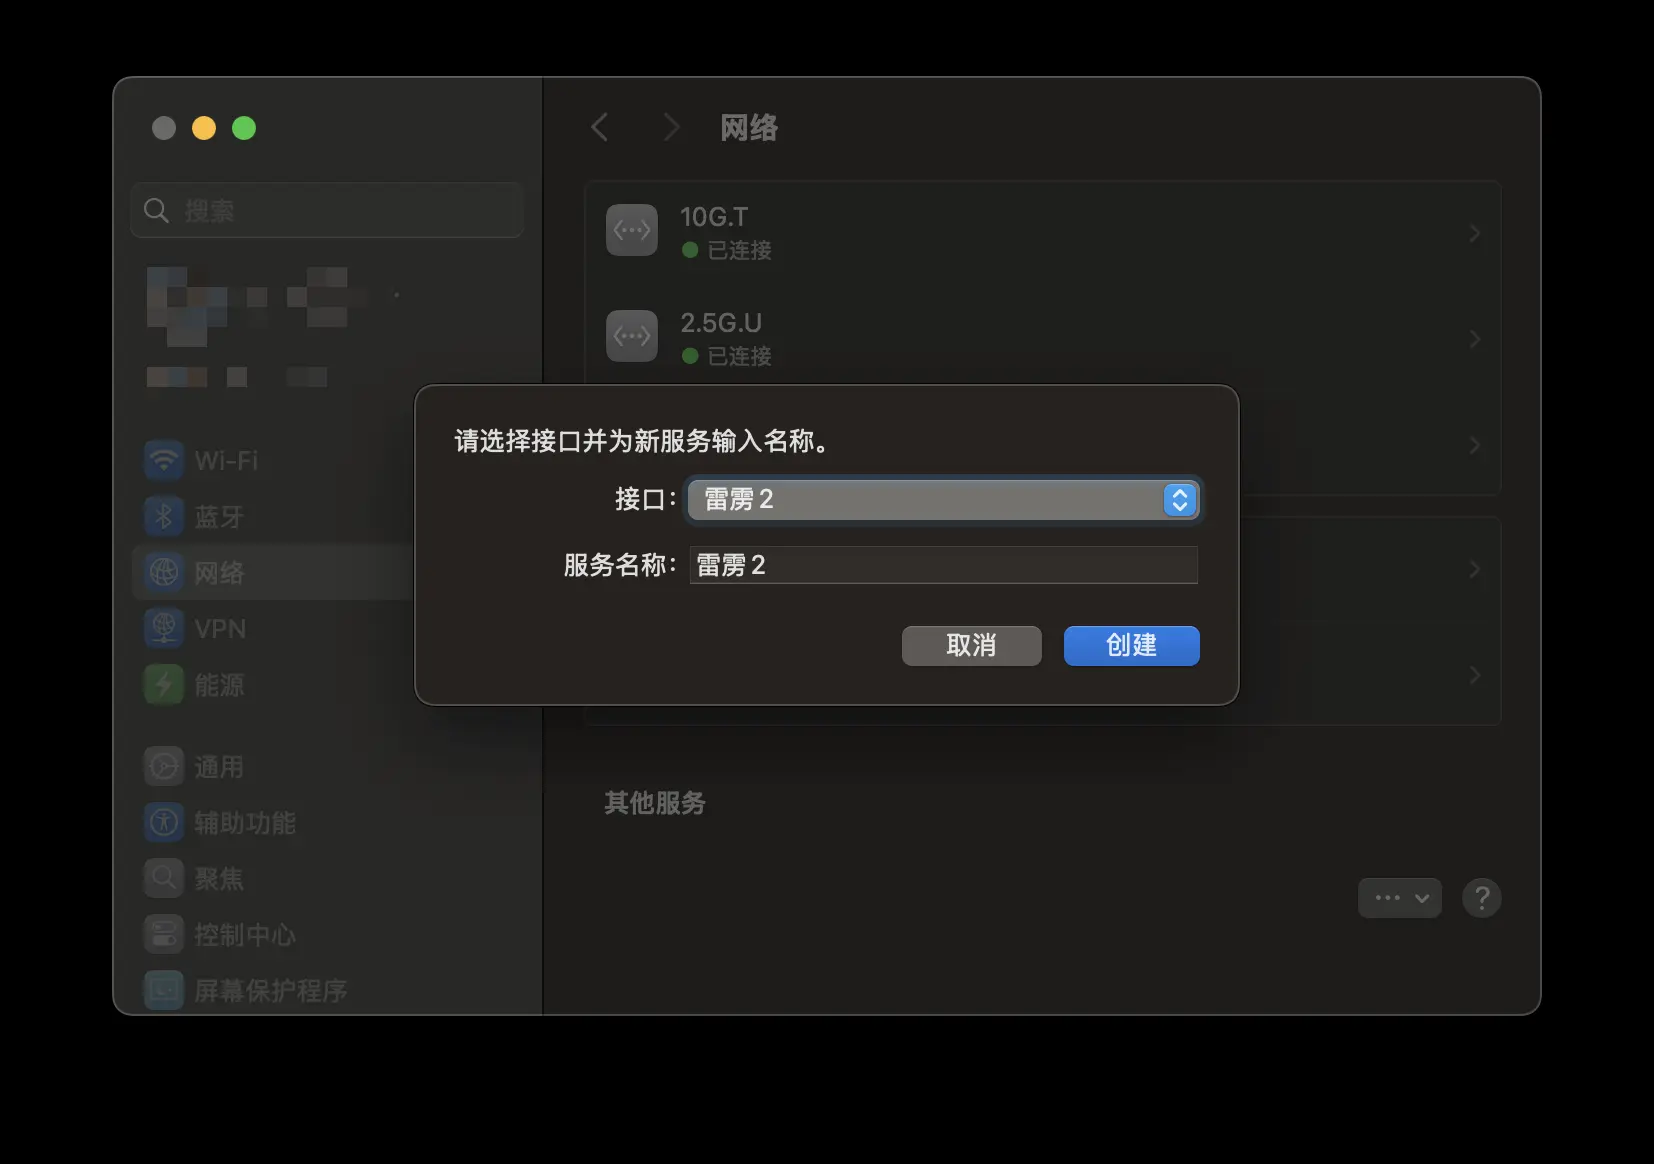 网络
搜索
10G.T
已连接
2.5G.U
已连接
Wi-Fi
蓝牙
网络
VPN
能源
通用
辅助功能
聚焦
控制中心
屏幕保护程序
请选择接口并为新服务输入名称。
接口：
雷雳 2
服务名称：
雷雳 2
取消
创建
其他服务
?